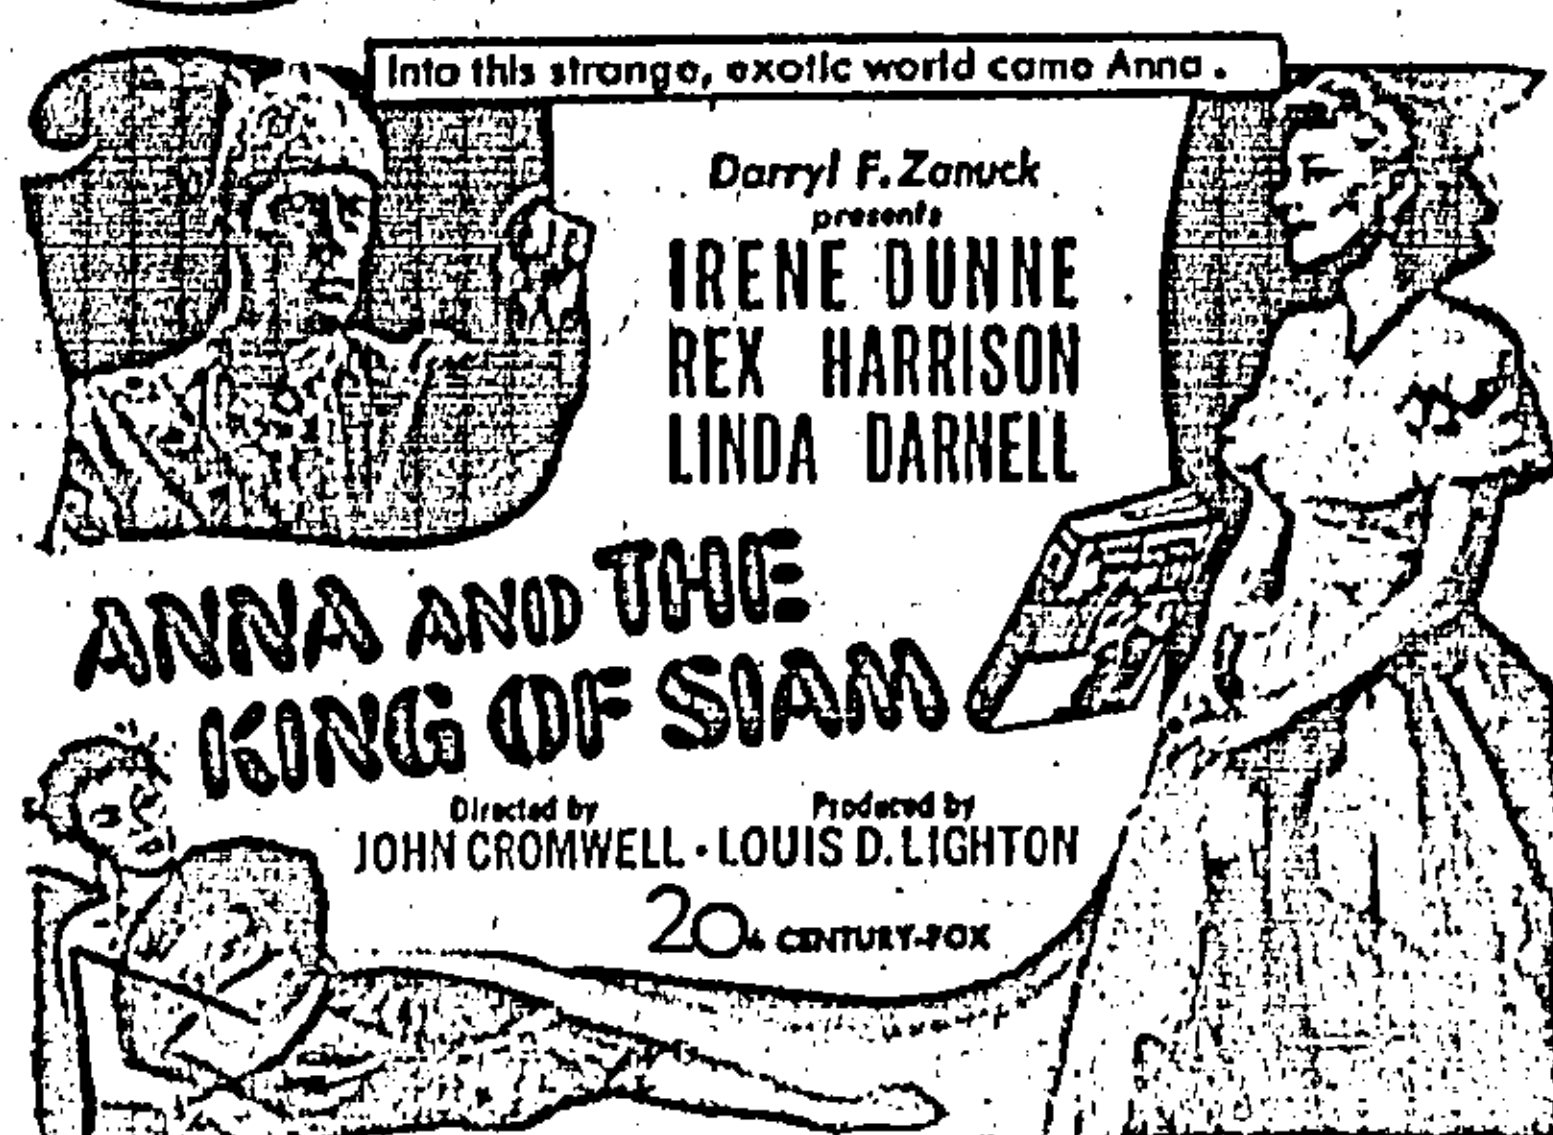 Into this strange, exotic world came Anna .
Darryl F. Zanuck
presents
IRENE DUNNE
REX HARRISON
LINDA DARNELL
ANNA AND THE
KING OF SIAM
Directed by Produced by
JOHN CROMWELL · LOUIS D. LIGHTON
20th CENTURY-FOX